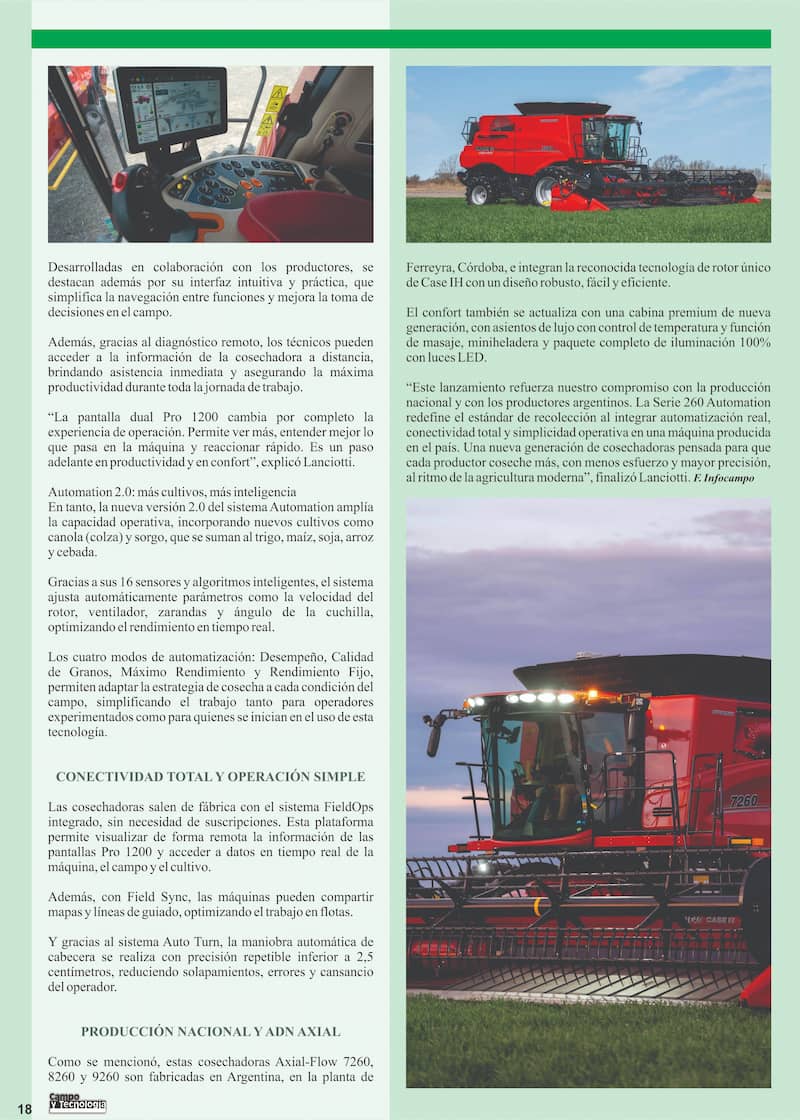 Desarrolladas en colaboración con los productores, se
destacan además por su interfaz intuitiva y práctica, que
simplifica la navegación entre funciones y mejora la toma de
decisiones en el campo.
Además, gracias al diagnóstico remoto, los técnicos pueden
acceder a la información de la cosechadora a distancia,
brindando asistencia inmediata y asegurando la máxima
productividad durante toda la jornada de trabajo.
“La pantalla dual Pro 1200 cambia por completo la
experiencia de operación. Permite ver más, entender mejor lo
que pasa en la máquina y reaccionar rápido. Es un paso
adelante en productividad y en confort”, explicó Lanciotti.
Automation 2.0: más cultivos, más inteligencia
En tanto, la nueva versión 2.0 del sistema Automation amplía
la capacidad operativa, incorporando nuevos cultivos como
canola (colza) y sorgo, que se suman al trigo, maíz, soja, arroz
y cebada.
Gracias a sus 16 sensores y algoritmos inteligentes, el sistema
ajusta automáticamente parámetros como la velocidad del
rotor, ventilador, zarandas y ángulo de la cuchilla,
optimizando el rendimiento en tiempo real.
Los cuatro modos de automatización: Desempeño, Calidad
de Granos, Máximo Rendimiento y Rendimiento Fijo,
permiten adaptar la estrategia de cosecha a cada condición del
campo, simplificando el trabajo tanto para operadores
experimentados como para quienes se inician en el uso de esta
tecnología.
CONECTIVIDAD TOTAL Y OPERACIÓN SIMPLE
Las cosechadoras salen de fábrica con el sistema FieldOps
integrado, sin necesidad de suscripciones. Esta plataforma
permite visualizar de forma remota la información de las
pantallas Pro 1200 y acceder a datos en tiempo real de la
máquina, el campo y el cultivo.
Además, con Field Sync, las máquinas pueden compartir
mapas y líneas de guiado, optimizando el trabajo en flotas.
Y gracias al sistema Auto Turn, la maniobra automática de
cabecera se realiza con precisión repetible inferior a 2,5
centímetros, reduciendo solapamientos, errores y cansancio
del operador.
PRODUCCIÓN NACIONAL Y ADN AXIAL
Como se mencionó, estas cosechadoras Axial-Flow 7260,
8260 y 9260 son fabricadas en Argentina, en la planta de
Ferreyra, Córdoba, e integran la reconocida tecnología de rotor único
de Case IH con un diseño robusto, fácil y eficiente.
El confort también se actualiza con una cabina premium de nueva
generación, con asientos de lujo con control de temperatura y función
de masaje, miniheladera y paquete completo de iluminación 100%
con luces LED.
“Este lanzamiento refuerza nuestro compromiso con la producción
nacional y con los productores argentinos. La Serie 260 Automation
redefine el estándar de recolección al integrar automatización real,
conectividad total y simplicidad operativa en una máquina producida
en el país. Una nueva generación de cosechadoras pensada para que
cada productor coseche más, con menos esfuerzo y mayor precisión,
al ritmo de la agricultura moderna”, finalizó Lanciotti. F. Infocampo
7260
CASE IH
18
Campo
y Tecnología